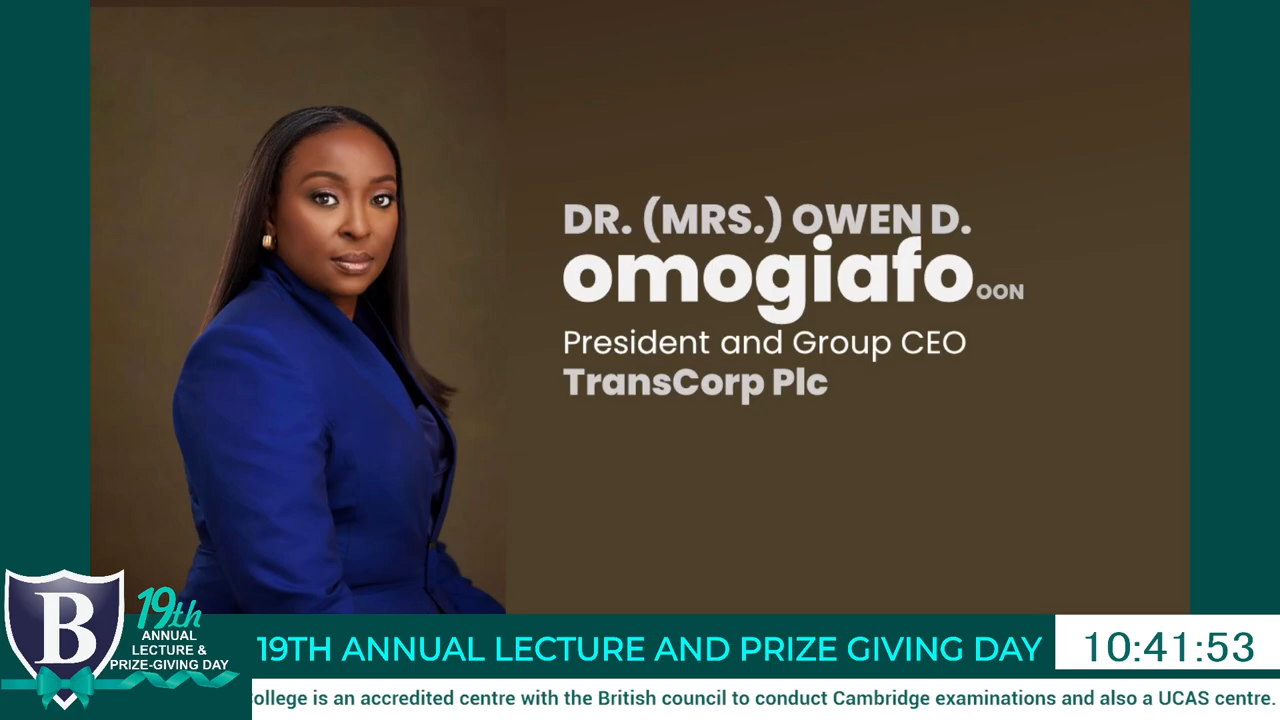 DR. (MRS.) OWEN D.
omogiafo OON
President and Group CEO
TransCorp Plc
B
19th
ANNUAL
LECTURE &
PRIZE-GIVING DAY
19TH ANNUAL LECTURE AND PRIZE GIVING DAY
10:41:53
ollege is an accredited centre with the British council to conduct Cambridge examinations and also a UCAS centre.